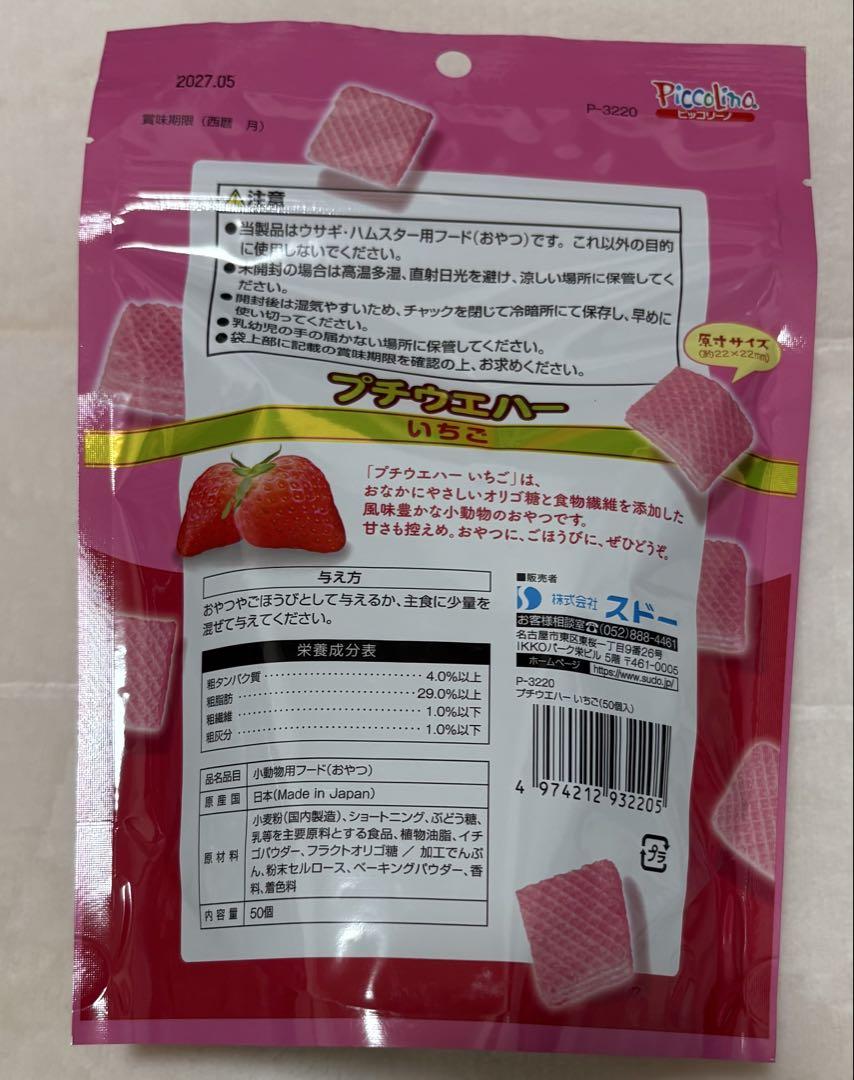 2027.05
賞味期限（西暦　月）
P-3220
Piccolino
ピッコリーノ
注意
●当製品はウサギ・ハムスター用フード（おやつ）です。これ以外の目的
に使用しないでください。
●未開封の場合は高温多湿、直射日光を避け、涼しい場所に保管してく
ださい。
●開封後は湿気やすいため、チャックを閉じて冷暗所にて保存し、早めに
使い切ってください。
●乳幼児の手の届かない場所に保管してください。
●袋上部に記載の賞味期限を確認の上、お求めください。
原寸サイズ
（約22×22mm）
プチウエハー
いちご
「プチウエハー いちご」は、
おなかにやさしいオリゴ糖と食物繊維を添加した
風味豊かな小動物のおやつです。
甘さも控えめ。おやつに、ごほうびに、ぜひどうぞ。
与え方
おやつやごほうびとして与えるか、主食に少量を
混ぜて与えてください。
栄養成分表
粗タンパク質 4.0%以上
粗脂肪 29.0%以上
粗繊維 1.0%以下
粗灰分 1.0%以下
品名品目 小動物用フード（おやつ）
原産国 日本（Made in Japan）
原材料 小麦粉（国内製造）、ショートニング、ぶどう糖、
乳等を主要原料とする食品、植物油脂、イチ
ゴパウダー、フラクトオリゴ糖 ／ 加工でんぷ
ん、粉末セルロース、ベーキングパウダー、香
料、着色料
内容量 50個
■販売者
株式会社 スドー
お客様相談室☎（052）888-4461
名古屋市東区東桜一丁目9番26号
IKKOパーク栄ビル 5階 〒461-0005
ホームページ https://www.sudo.jp/
P-3220
プチウエハー いちご（50個入）
4 974212 932205
プラ